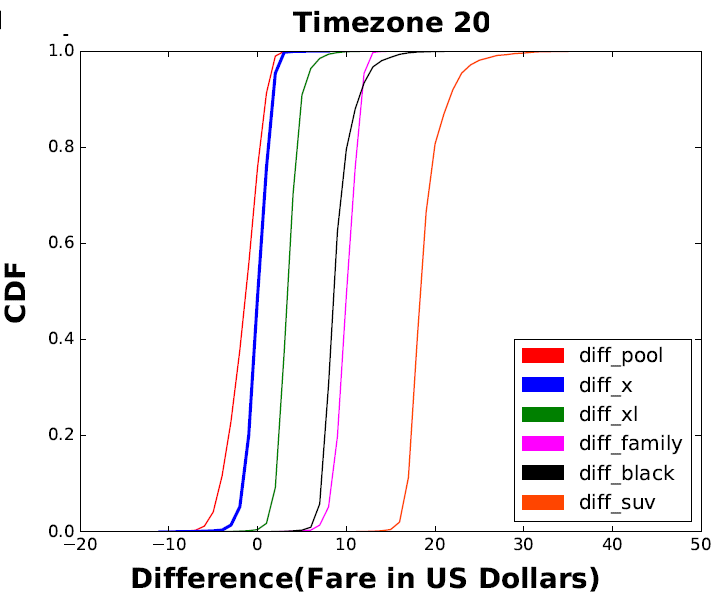 Timezone 20
1.0
0.8
0.6
0.4
0.2
0.0
CDF
diff_pool
diff_x
diff_xl
diff_family
diff_black
diff_suv
−20 −10 0 10 20 30 40 50
Difference(Fare in US Dollars)